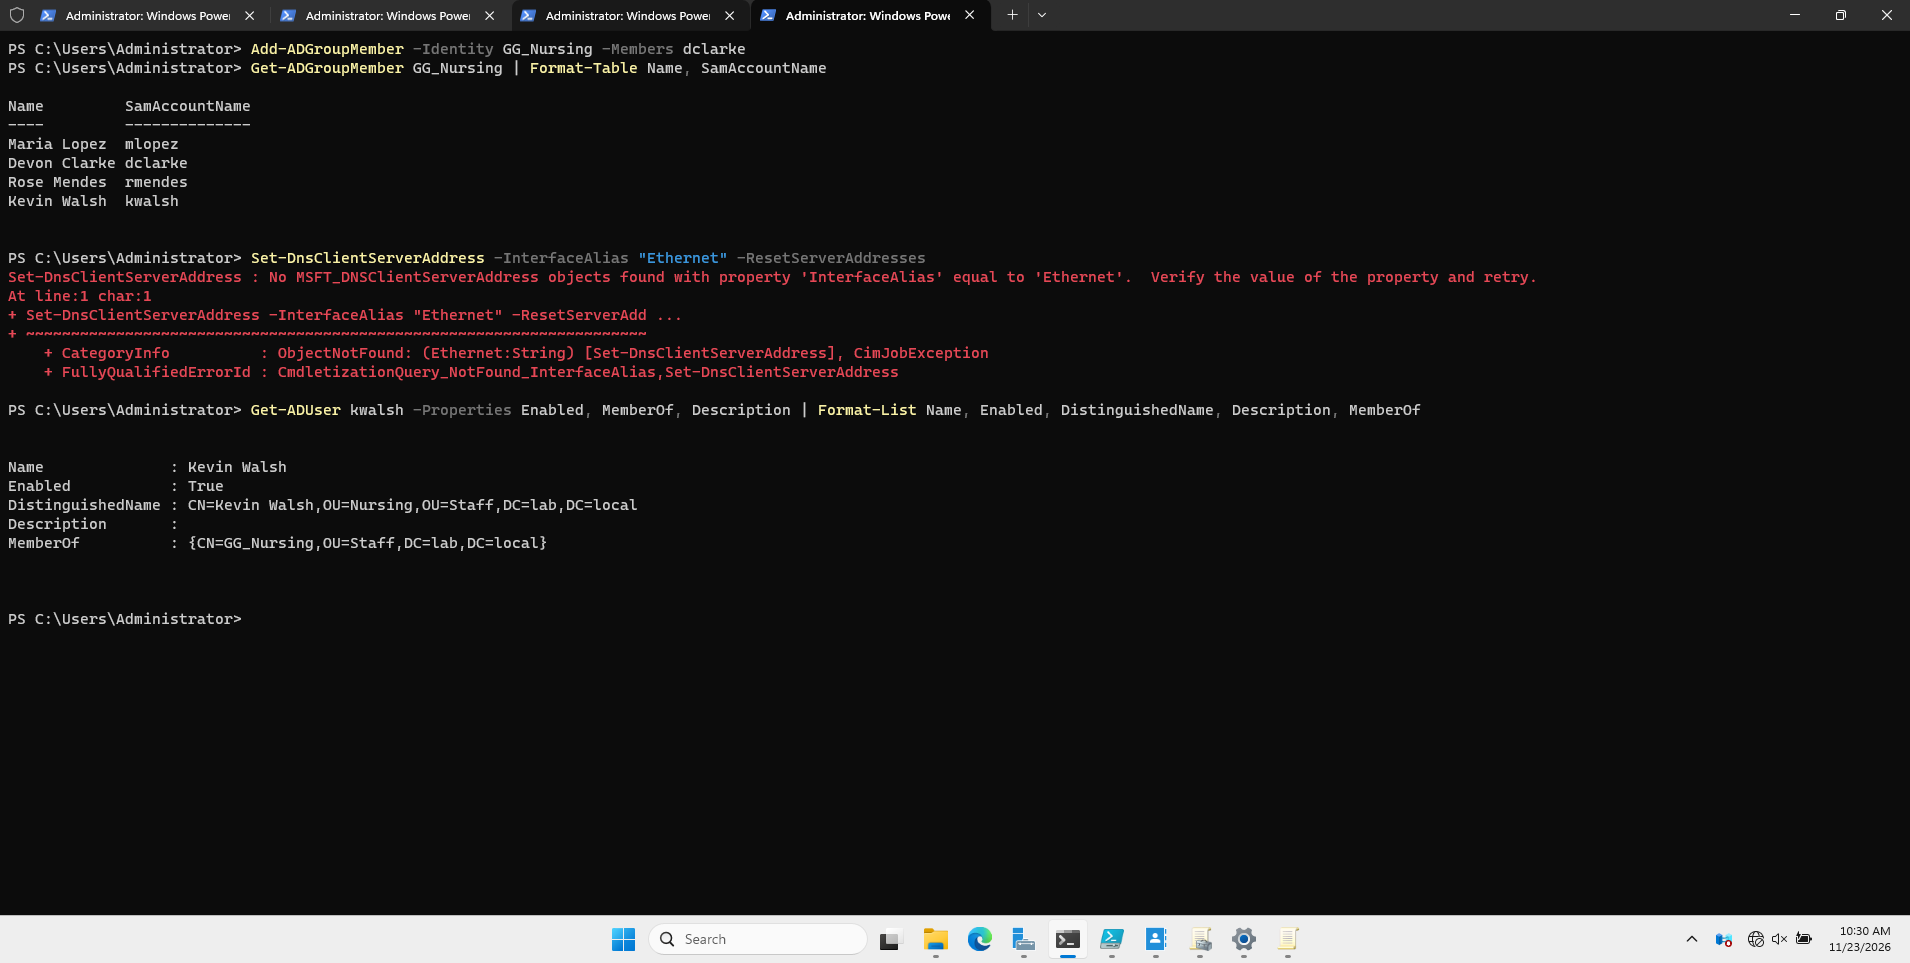 Administrator: Windows Power
Administrator: Windows Power
Administrator: Windows Power
Administrator: Windows Powe
PS C:\Users\Administrator> Add-ADGroupMember -Identity GG_Nursing -Members dclarke
PS C:\Users\Administrator> Get-ADGroupMember GG_Nursing | Format-Table Name, SamAccountName
Name         SamAccountName
----         --------------
Maria Lopez  mlopez
Devon Clarke dclarke
Rose Mendes  rmendes
Kevin Walsh  kwalsh
PS C:\Users\Administrator> Set-DnsClientServerAddress -InterfaceAlias "Ethernet" -ResetServerAddresses
Set-DnsClientServerAddress : No MSFT_DNSClientServerAddress objects found with property 'InterfaceAlias' equal to 'Ethernet'.  Verify the value of the property and retry.
At line:1 char:1
+ Set-DnsClientServerAddress -InterfaceAlias "Ethernet" -ResetServerAdd ...
+ ~~~~~~~~~~~~~~~~~~~~~~~~~~~~~~~~~~~~~~~~~~~~~~~~~~~~~~~~~~~~~~~~~~~~~
    + CategoryInfo          : ObjectNotFound: (Ethernet:String) [Set-DnsClientServerAddress], CimJobException
    + FullyQualifiedErrorId : CmdletizationQuery_NotFound_InterfaceAlias,Set-DnsClientServerAddress
PS C:\Users\Administrator> Get-ADUser kwalsh -Properties Enabled, MemberOf, Description | Format-List Name, Enabled, DistinguishedName, Description, MemberOf
Name              : Kevin Walsh
Enabled           : True
DistinguishedName : CN=Kevin Walsh,OU=Nursing,OU=Staff,DC=lab,DC=local
Description       :
MemberOf          : {CN=GG_Nursing,OU=Staff,DC=lab,DC=local}
PS C:\Users\Administrator>
Search
10:30 AM
11/23/2026